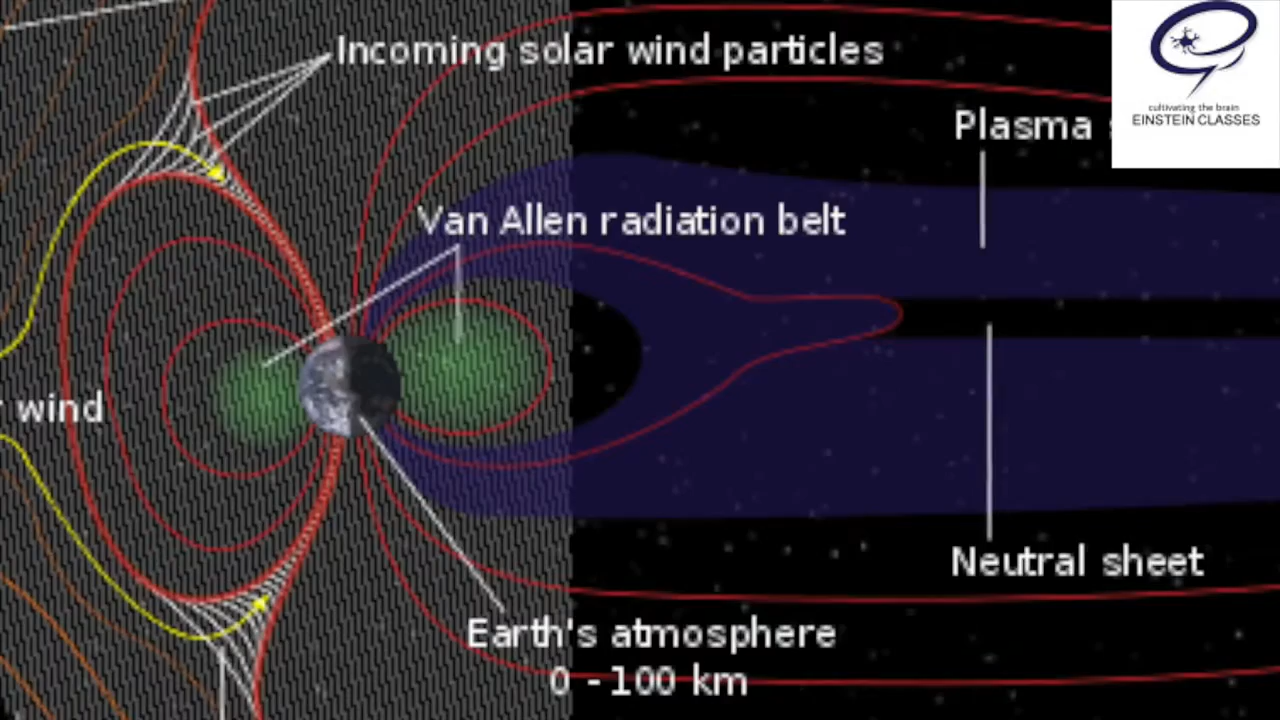 Incoming solar wind particles
cultivating the brain
EINSTEIN CLASSES
Plasma
Van Allen radiation belt
wind
Neutral sheet
Earth's atmosphere
0 - 100 km